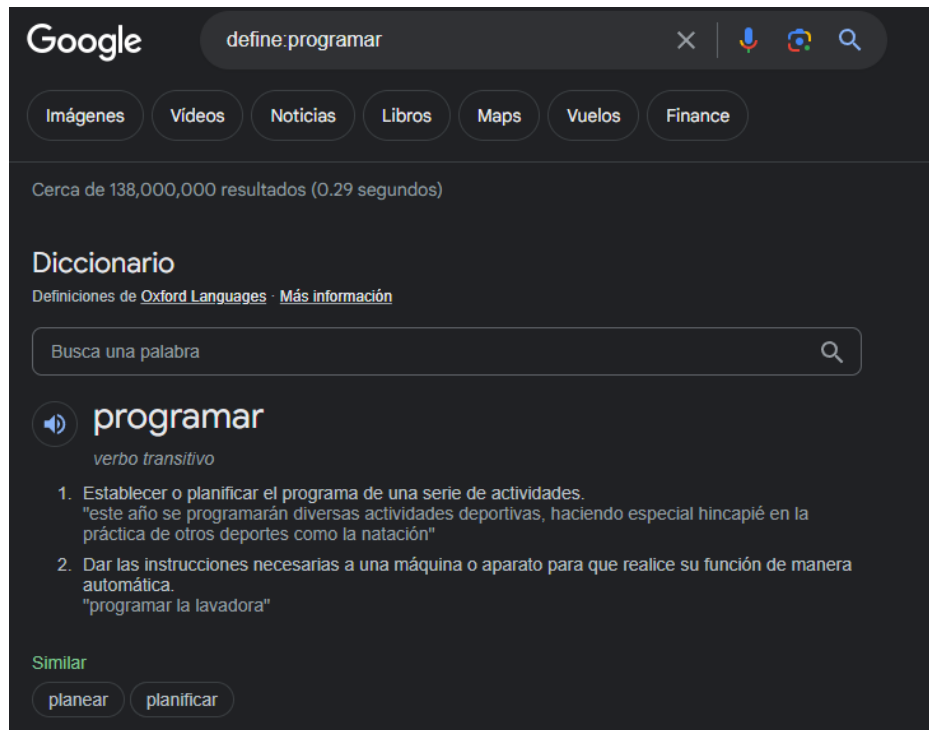 Google
define:programar
Imágenes Vídeos Noticias Libros Maps Vuelos Finance
Cerca de 138,000,000 resultados (0.29 segundos)
Diccionario
Definiciones de Oxford Languages · Más información
Busca una palabra
programar
verbo transitivo
1. Establecer o planificar el programa de una serie de actividades.
"este año se programarán diversas actividades deportivas, haciendo especial hincapié en la
práctica de otros deportes como la natación"
2. Dar las instrucciones necesarias a una máquina o aparato para que realice su función de manera
automática.
"programar la lavadora"
Similar
planear planificar